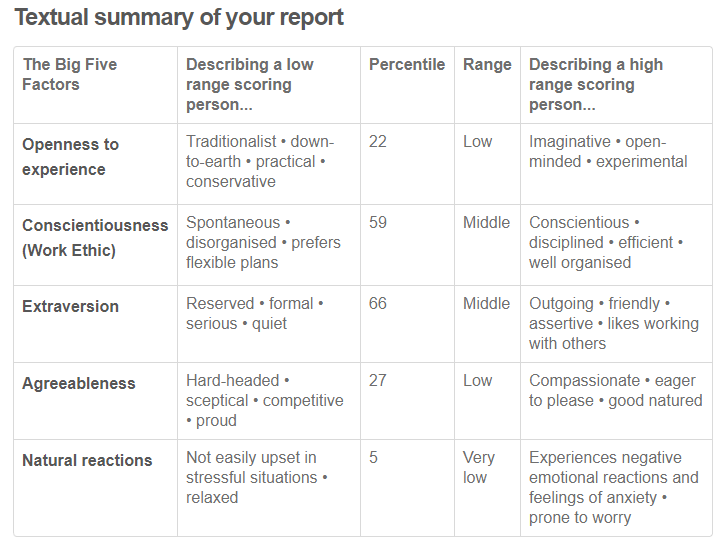 Textual summary of your report
The Big Five
Factors
Describing a low
range scoring
person...
Percentile
Range
Describing a high
range scoring
person...
Openness to
experience
Traditionalist • down-
to-earth • practical •
conservative
22
Low
Imaginative • open-
minded • experimental
Conscientiousness
(Work Ethic)
Spontaneous •
disorganised • prefers
flexible plans
59
Middle
Conscientious •
disciplined • efficient •
well organised
Extraversion
Reserved • formal •
serious • quiet
66
Middle
Outgoing • friendly •
assertive • likes working
with others
Agreeableness
Hard-headed •
sceptical • competitive
• proud
27
Low
Compassionate • eager
to please • good natured
Natural reactions
Not easily upset in
stressful situations •
relaxed
5
Very
low
Experiences negative
emotional reactions and
feelings of anxiety •
prone to worry